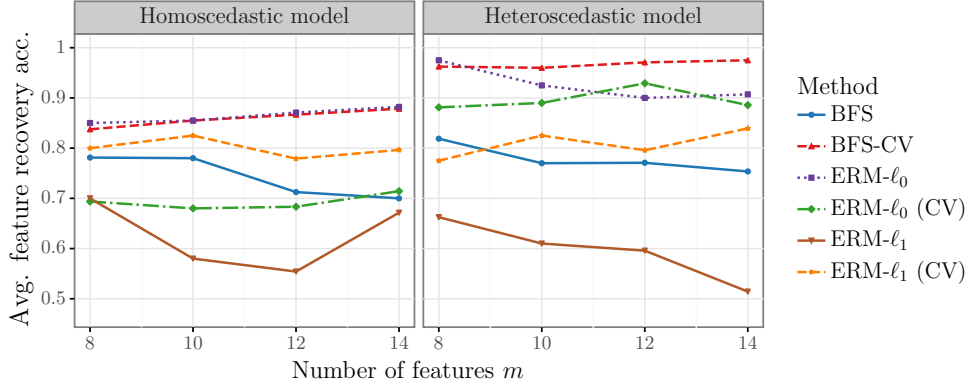 Homoscedastic model
Heteroscedastic model
Avg. feature recovery acc.
1
0.9
0.8
0.7
0.6
0.5
8 10 12 14
8 10 12 14
Number of features m
Method
BFS
BFS-CV
ERM-ℓ₀
ERM-ℓ₀ (CV)
ERM-ℓ₁
ERM-ℓ₁ (CV)